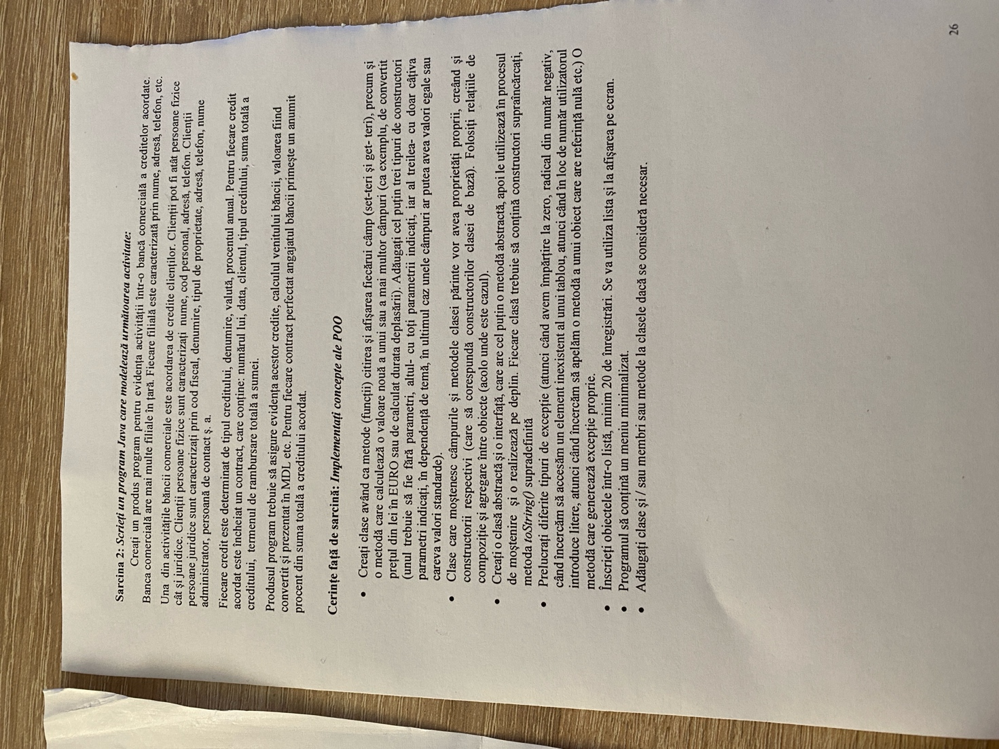 Sarcina 2: Scrieți un program Java care modelează următoarea activitate:
Creați un produs program pentru evidența activității într-o bancă comercială a creditelor acordate.
Banca comercială are mai multe filiale în țară. Fiecare filială este caracterizată prin nume, adresă, telefon, etc.
Una din activitățile băncii comerciale este acordarea de credite clienților. Clienții pot fi atât persoane fizice
cât și juridice. Clienții persoane fizice sunt caracterizați nume, cod personal, adresă, telefon. Clienții
persoane juridice sunt caracterizați prin cod fiscal, denumire, tipul de proprietate, adresă, telefon, nume
administrator, persoană de contact ș. a.
Fiecare credit este determinat de tipul creditului, denumire, valută, procentul anual. Pentru fiecare credit
acordat este încheiat un contract, care conține: numărul lui, data, clientul, tipul creditului, suma totală a
creditului, termenul de rambursare totală a sumei.
Produsul program trebuie să asigure evidența acestor credite, calculul venitului băncii, valoarea fiind
convertit și prezentat în MDL etc. Pentru fiecare contract perfectat angajatul băncii primește un anumit
procent din suma totală a creditului acordat.
Cerințe față de sarcină: Implementați concepte ale POO
• Creați clase având ca metode (funcții) citirea și afișarea fiecărui câmp (set-teri și get- teri), precum și
o metodă care calculează o valoare nouă a unui sau a mai multor câmpuri (ca exemplu, de convertit
prețul din lei în EURO sau de calculat durata deplasării). Adăugați cel puțin trei tipuri de constructori
(unul trebuie să fie fără parametri, altul- cu toți parametrii indicați, iar al treilea- cu doar câțiva
parametri indicați, în dependență de temă, în ultimul caz unele câmpuri ar putea avea valori egale sau
careva valori standarde).
• Clase care moștenesc câmpurile și metodele clasei părinte vor avea proprietăți proprii, creând și
constructorii respectivi (care să corespundă constructorilor clasei de bază). Folosiți relațiile de
compoziție și agregare între obiecte (acolo unde este cazul).
• Creați o clasă abstractă și o interfață, care are cel puțin o metodă abstractă, apoi le utilizează în procesul
de moștenire și o realizează pe deplin. Fiecare clasă trebuie să conțină constructori supraîncărcați,
metoda toString() supradefinită
• Prelucrați diferite tipuri de excepție (atunci când avem împărțire la zero, radical din număr negativ,
când încercăm să accesăm un element inexistent al unui tablou, atunci când în loc de număr utilizatorul
introduce litere, atunci când încercăm să apelăm o metodă a unui obiect care are referință nulă etc.) O
metodă care generează excepție proprie.
• Înscrieți obiectele într-o listă, minim 20 de înregistrări. Se va utiliza lista și la afișarea pe ecran.
• Programul să conțină un meniu minimalizat.
• Adăugați clase și / sau membri sau metode la clasele dacă se consideră necesar.
26